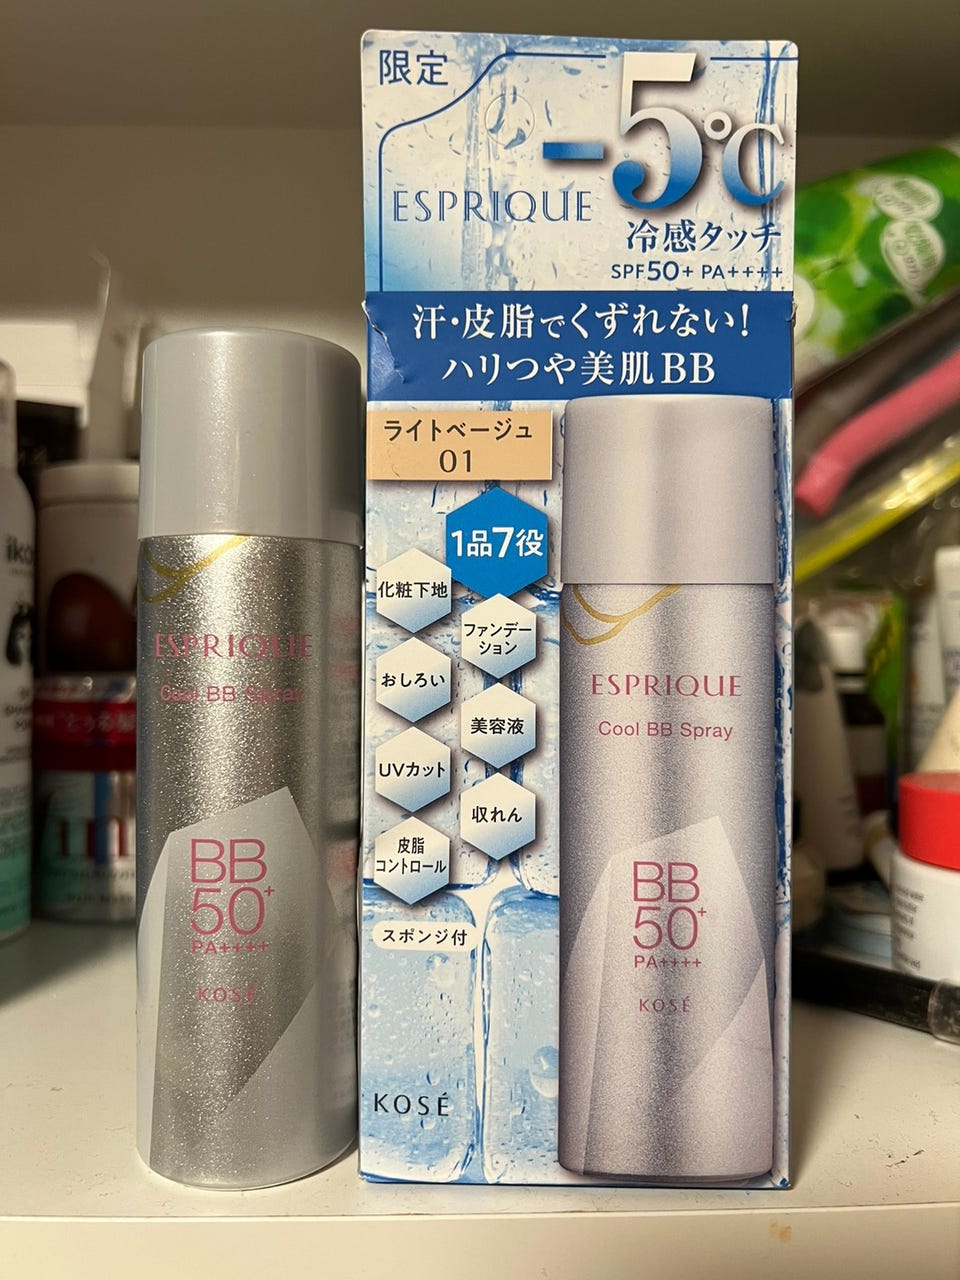 限定
-5℃
ESPRIQUE
冷感タッチ
SPF50+ PA++++
汗・皮脂でくずれない!
ハリつや美肌BB
ライトベージュ
01
1品7役
化粧下地
ファンデー
ション
おしろい
美容液
UVカット
収れん
皮脂
コントロール
スポンジ付
KOSÉ
ESPRIQUE
Cool BB Spray
BB
50+
PA++++
KOSÉ
ESPRIQUE
Cool BB Spray
BB
50+
PA++++
KOSÉ